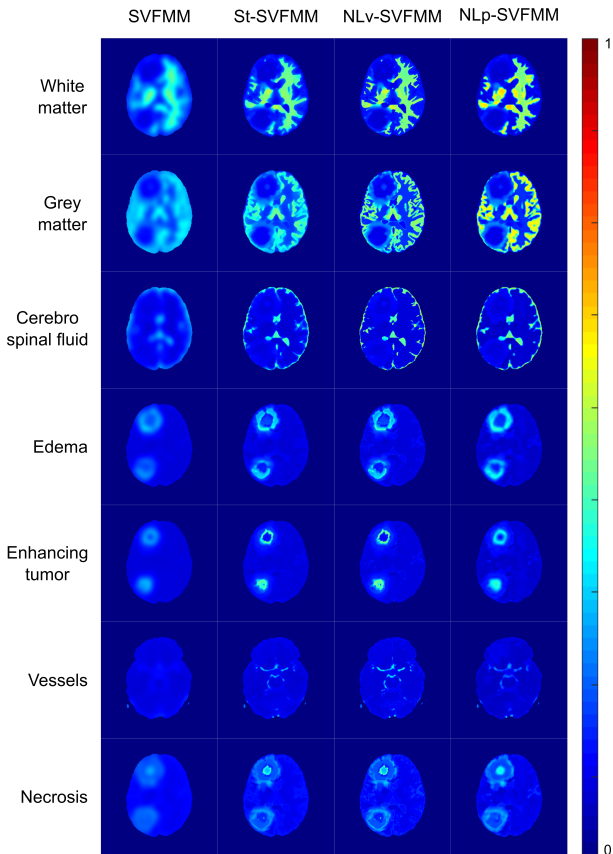 SVFMM St-SVFMM NLv-SVFMM NLp-SVFMM
1
White
matter
Grey
matter
Cerebro
spinal fluid
Edema
Enhancing
tumor
Vessels
Necrosis
0